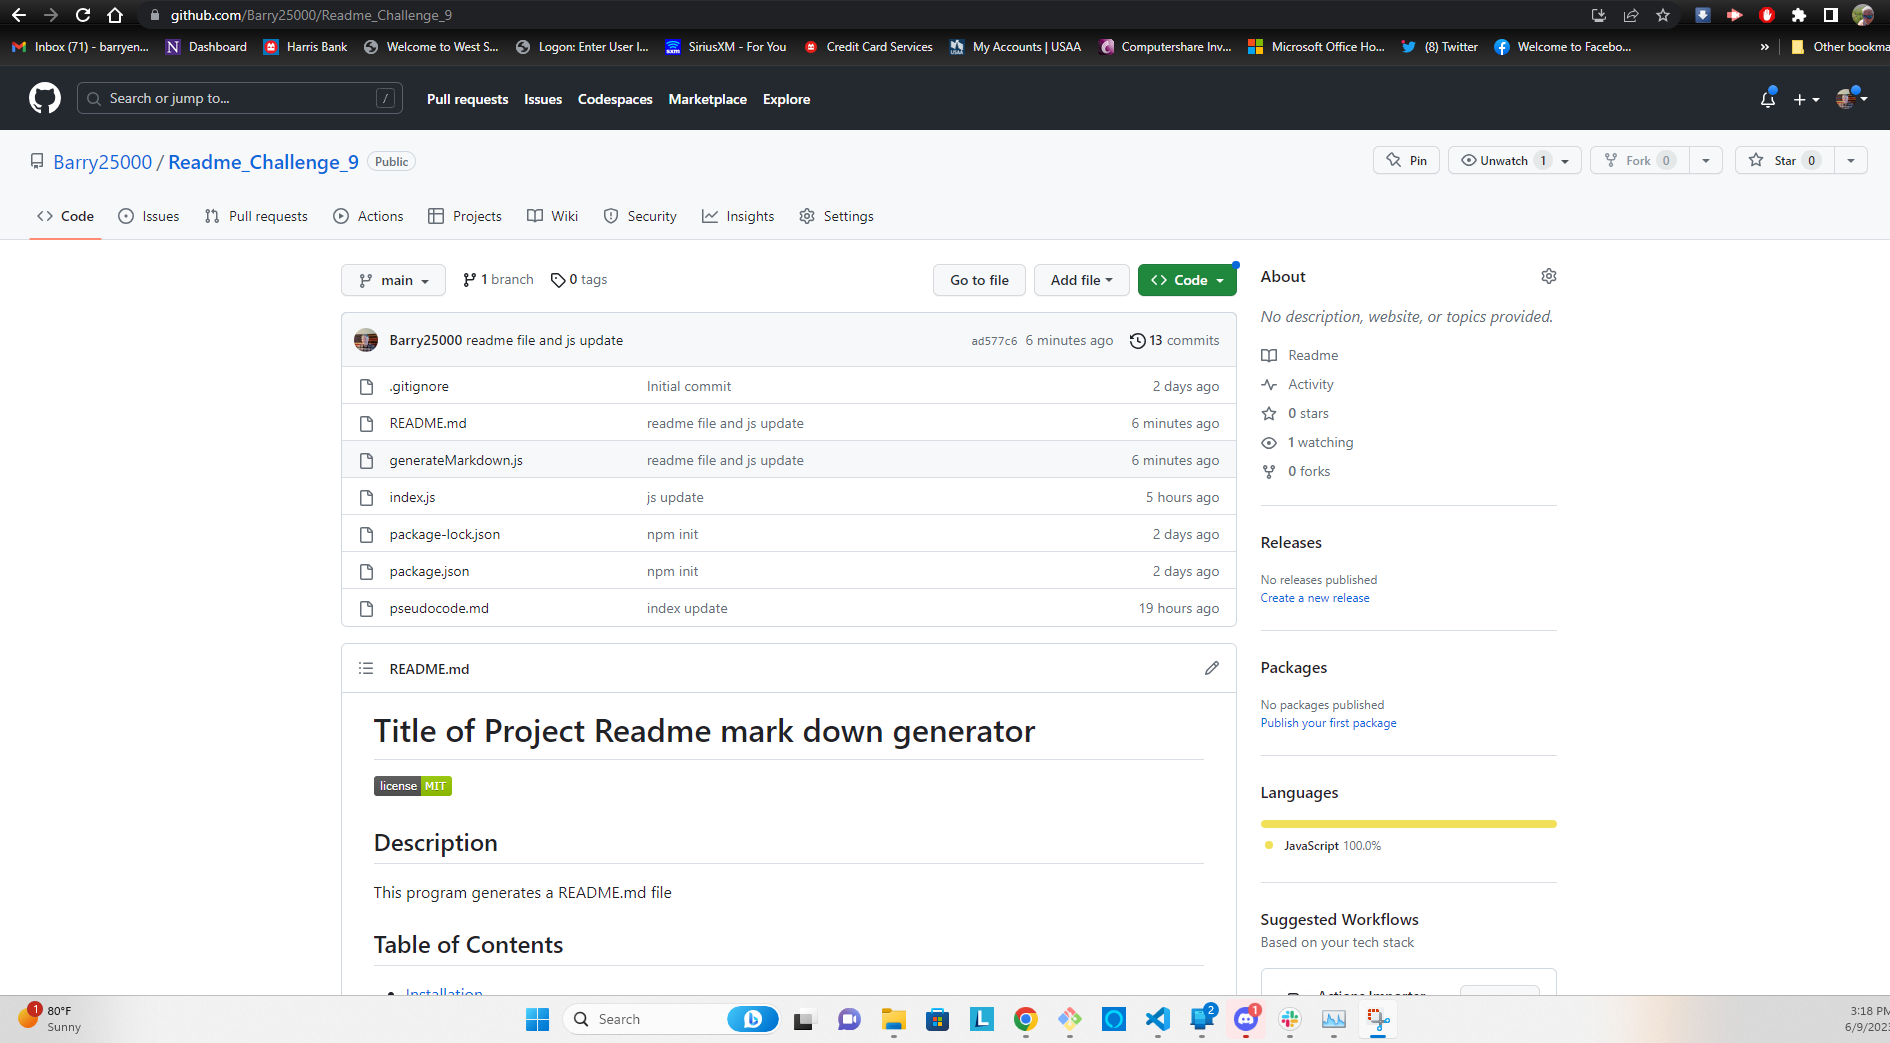 github.com/Barry25000/Readme_Challenge_9
Inbox (71) - barryen... Dashboard Harris Bank Welcome to West S... Logon: Enter User I... SiriusXM - For You Credit Card Services My Accounts | USAA Computershare Inv... Microsoft Office Ho... (8) Twitter Welcome to Facebo... » Other bookma
Search or jump to... / Pull requests Issues Codespaces Marketplace Explore
Barry25000 / Readme_Challenge_9 Public Pin Unwatch 1 Fork 0 Star 0
Code Issues Pull requests Actions Projects Wiki Security Insights Settings
main 1 branch 0 tags Go to file Add file Code
Barry25000 readme file and js update ad577c6 6 minutes ago 13 commits
.gitignore Initial commit 2 days ago
README.md readme file and js update 6 minutes ago
generateMarkdown.js readme file and js update 6 minutes ago
index.js js update 5 hours ago
package-lock.json npm init 2 days ago
package.json npm init 2 days ago
pseudocode.md index update 19 hours ago
README.md
Title of Project Readme mark down generator
license MIT
Description
This program generates a README.md file
Table of Contents
Installation
About
No description, website, or topics provided.
Readme
Activity
0 stars
1 watching
0 forks
Releases
No releases published
Create a new release
Packages
No packages published
Publish your first package
Languages
JavaScript 100.0%
Suggested Workflows
Based on your tech stack
Actions Importer
1 80°F
Sunny
Search
2
1
3:18 PM
6/9/202